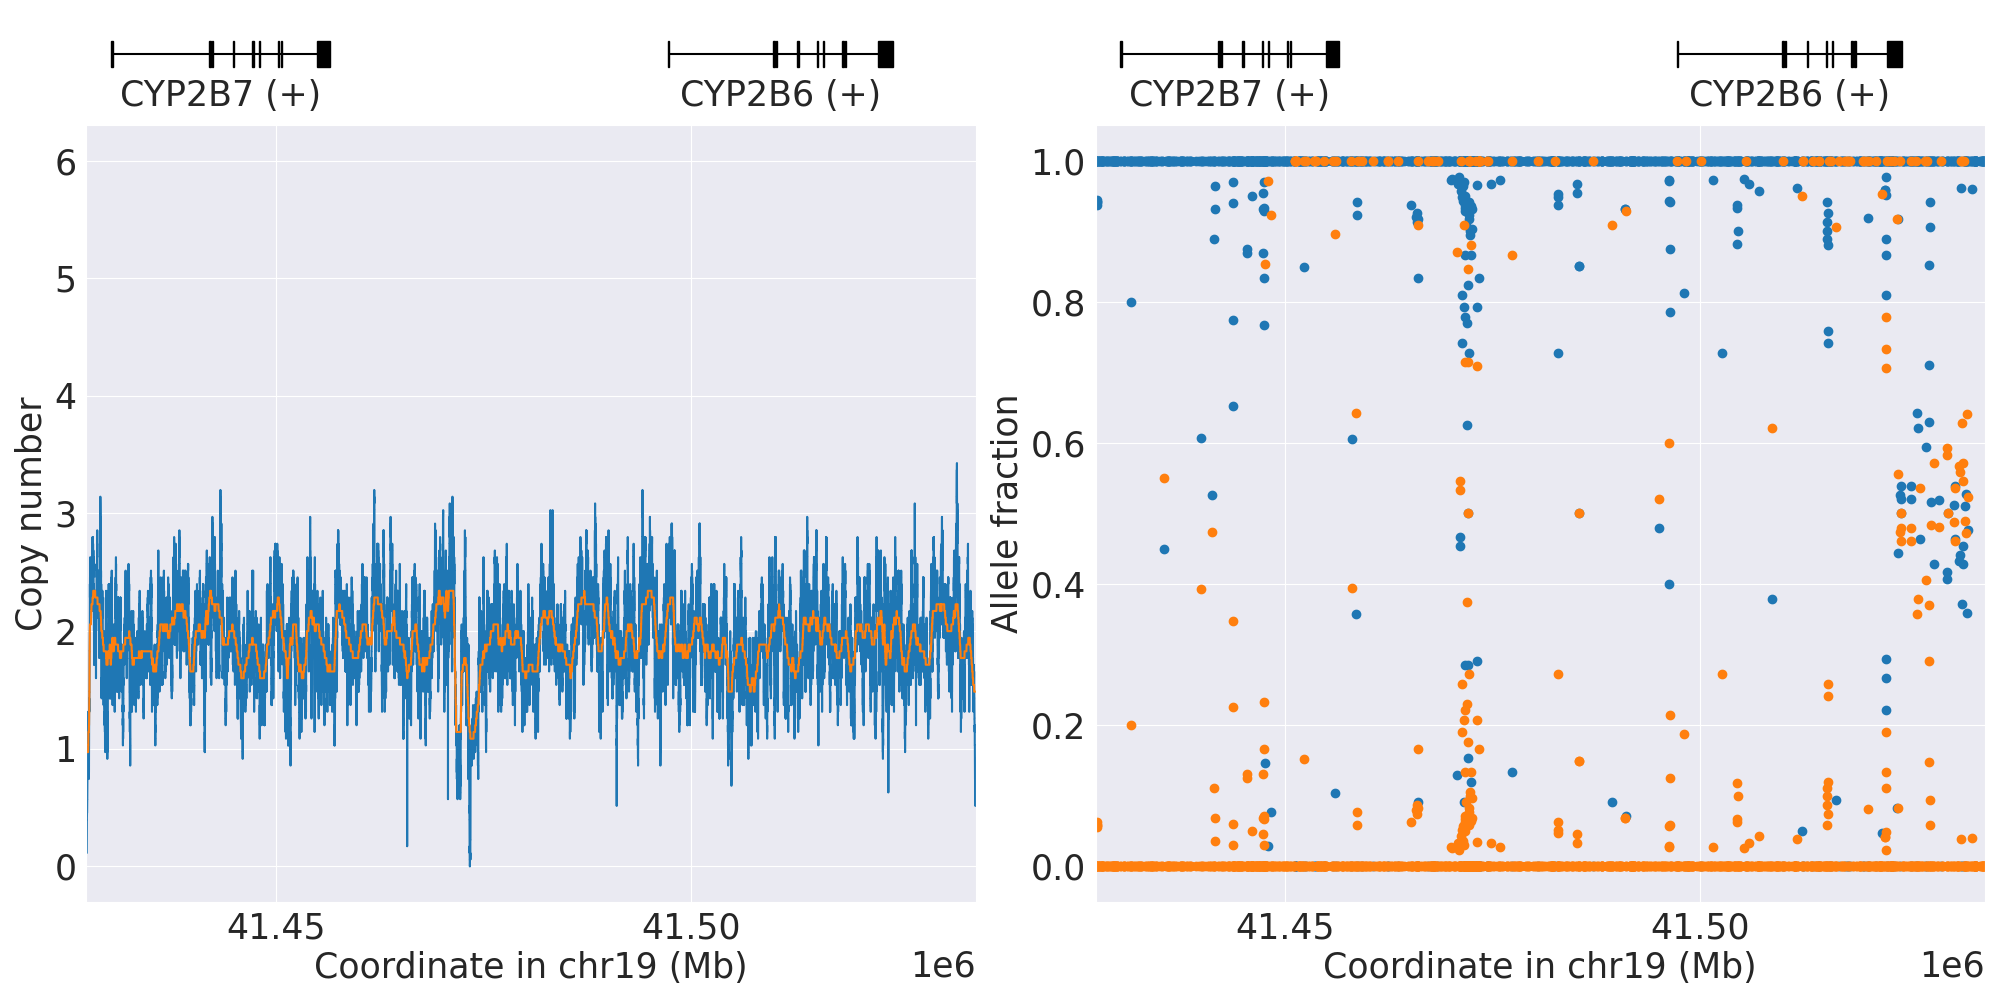 CYP2B7 (+)
CYP2B6 (+)
Copy number
6
5
4
3
2
1
0
41.45
41.50
Coordinate in chr19 (Mb)
1e6
CYP2B7 (+)
CYP2B6 (+)
Allele fraction
1.0
0.8
0.6
0.4
0.2
0.0
41.45
41.50
Coordinate in chr19 (Mb)
1e6